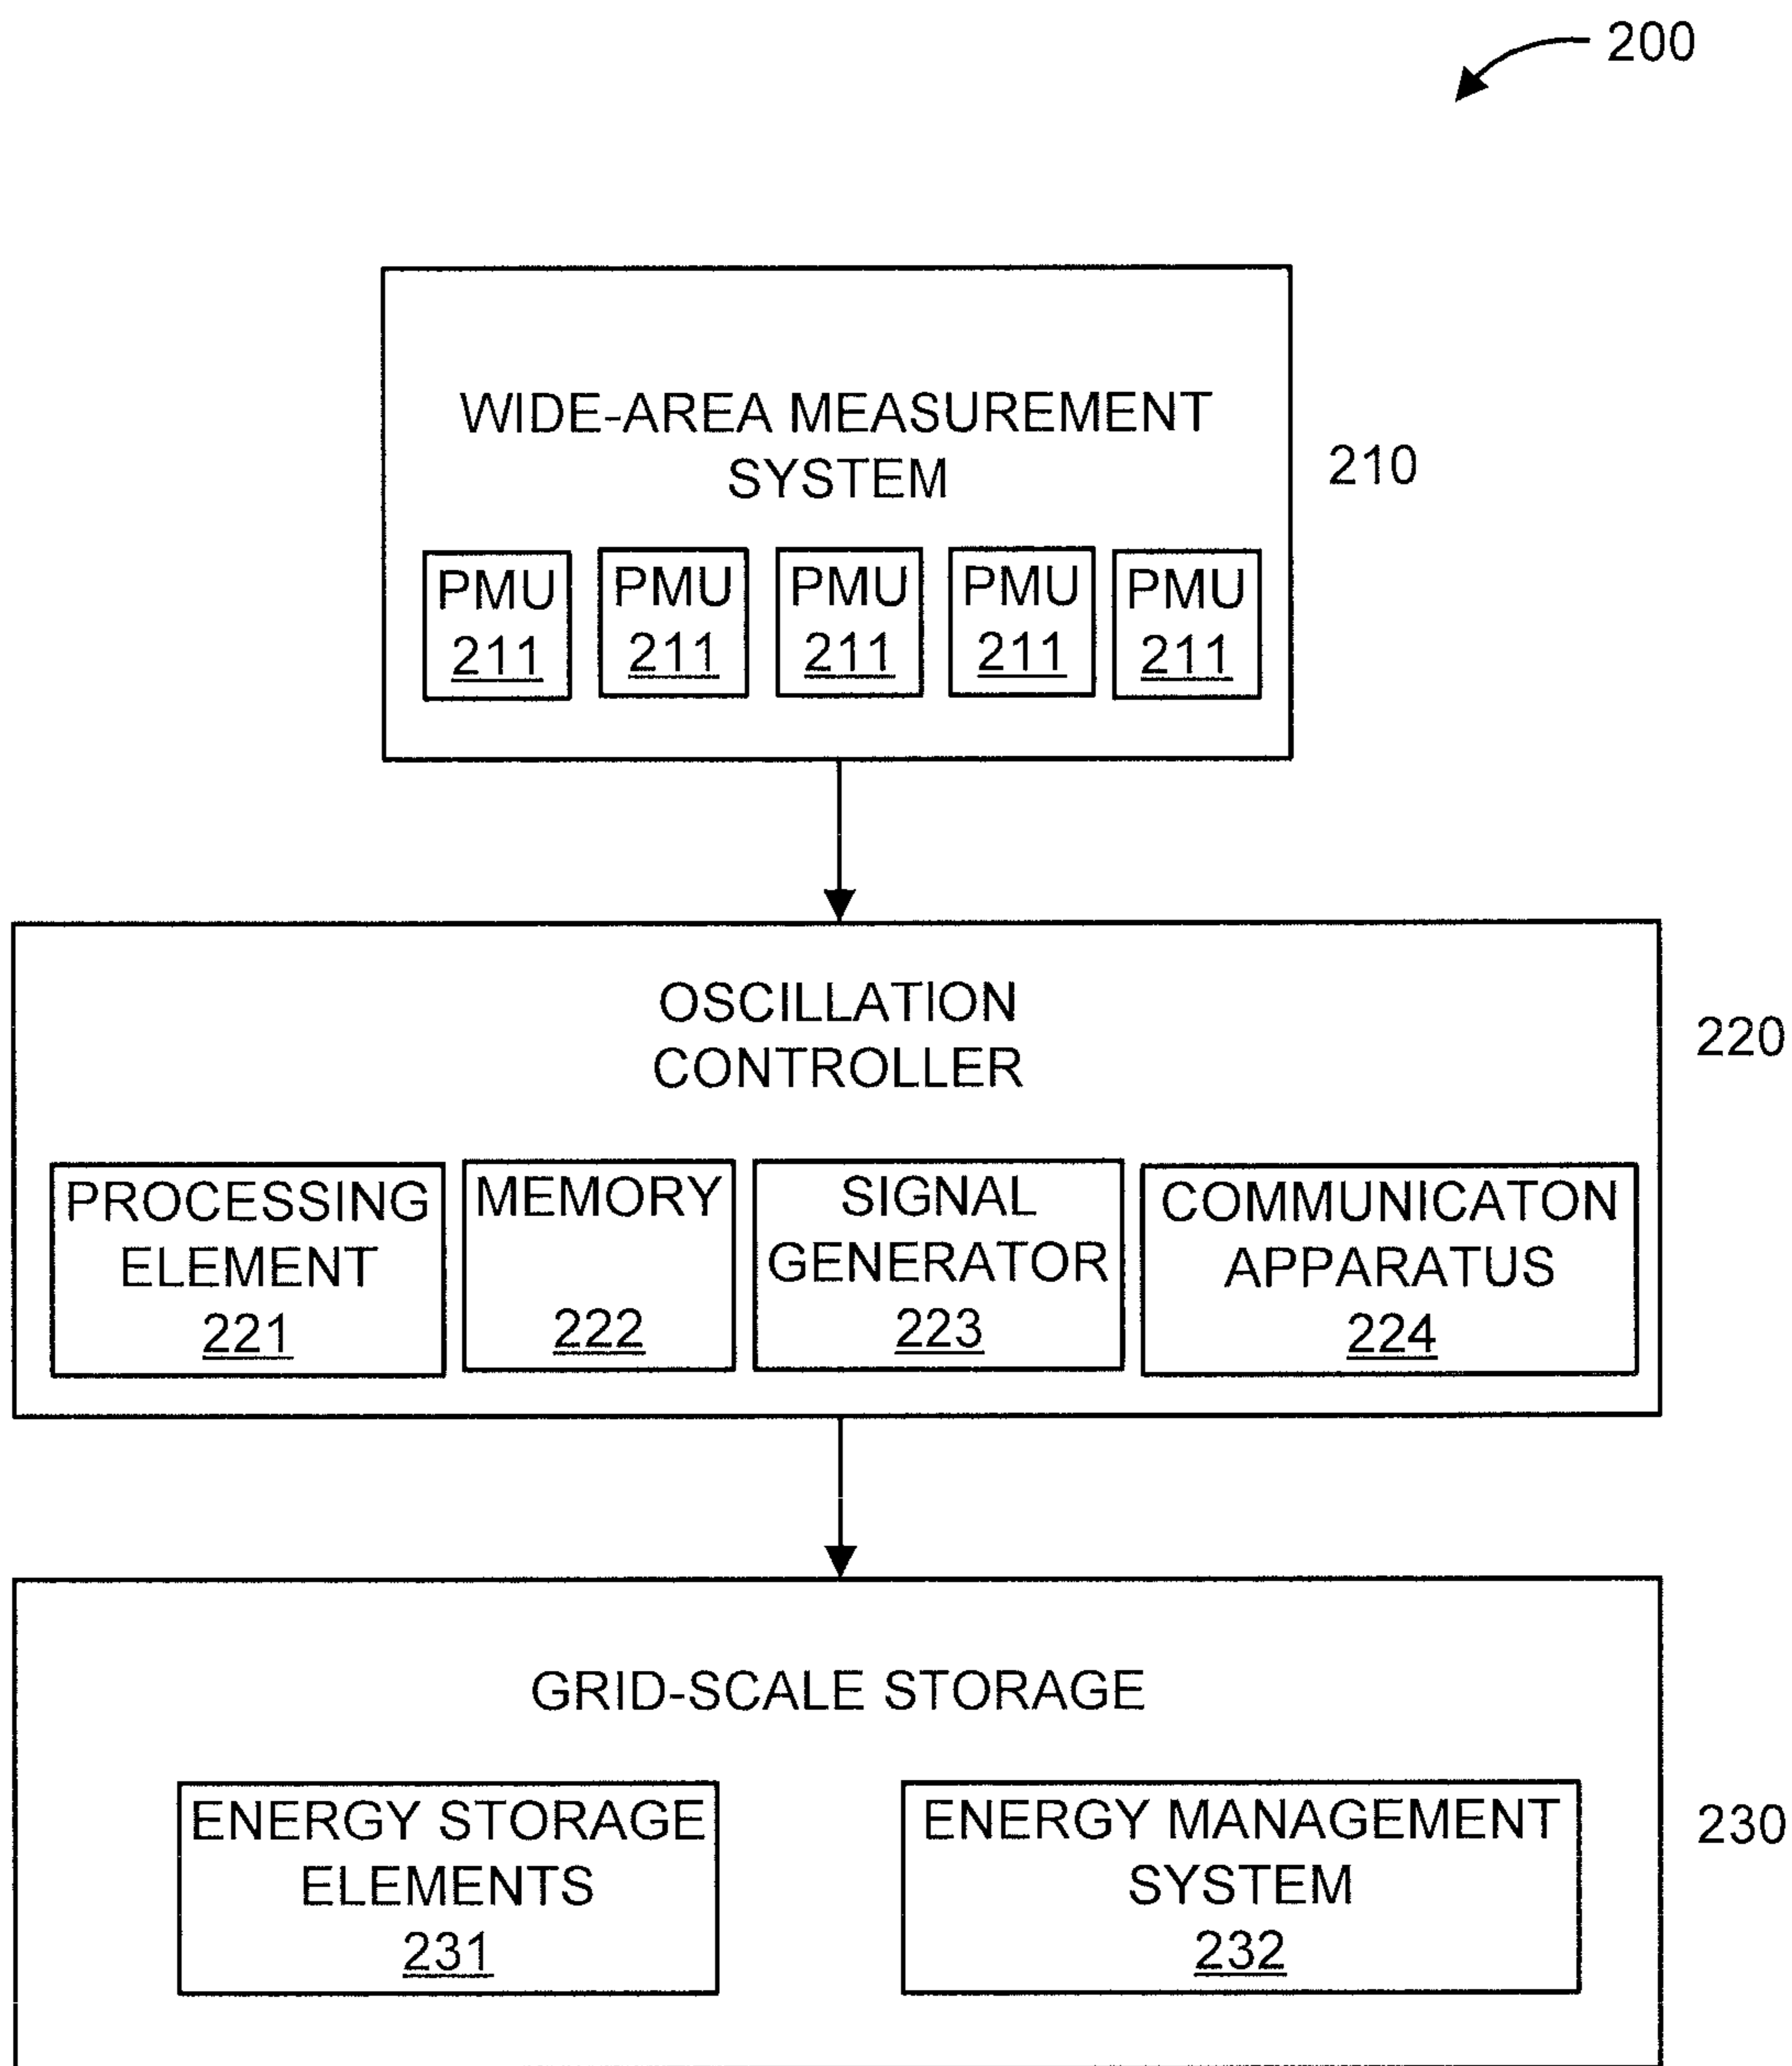 200
WIDE-AREA MEASUREMENT
SYSTEM
210
PMU PMU PMU PMU PMU
211 211 211 211 211
OSCILLATION
CONTROLLER
220
PROCESSING
ELEMENT
221
MEMORY
222
SIGNAL
GENERATOR
223
COMMUNICATON
APPARATUS
224
GRID-SCALE STORAGE
230
ENERGY STORAGE
ELEMENTS
231
ENERGY MANAGEMENT
SYSTEM
232